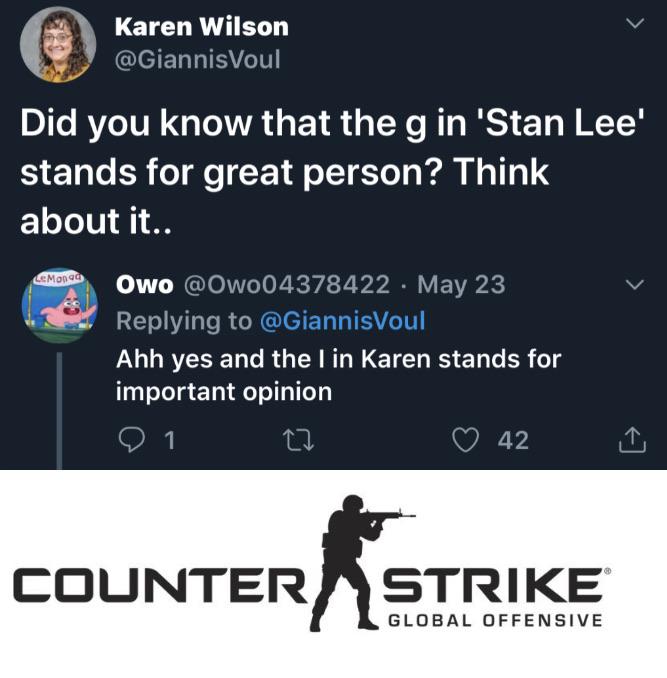 Karen Wilson
@GiannisVoul
Did you know that the g in 'Stan Lee'
stands for great person? Think
about it..
LeMonad
Owo @Owo04378422 · May 23
Replying to @GiannisVoul
Ahh yes and the I in Karen stands for
important opinion
1
42
COUNTER STRIKE®
GLOBAL OFFENSIVE